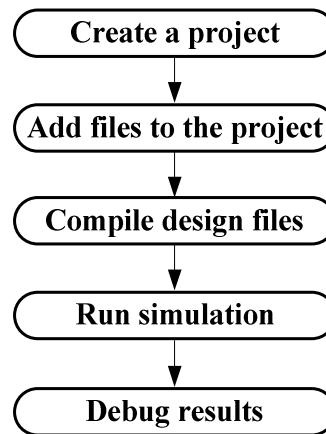 Create a project
Add files to the project
Compile design files
Run simulation
Debug results